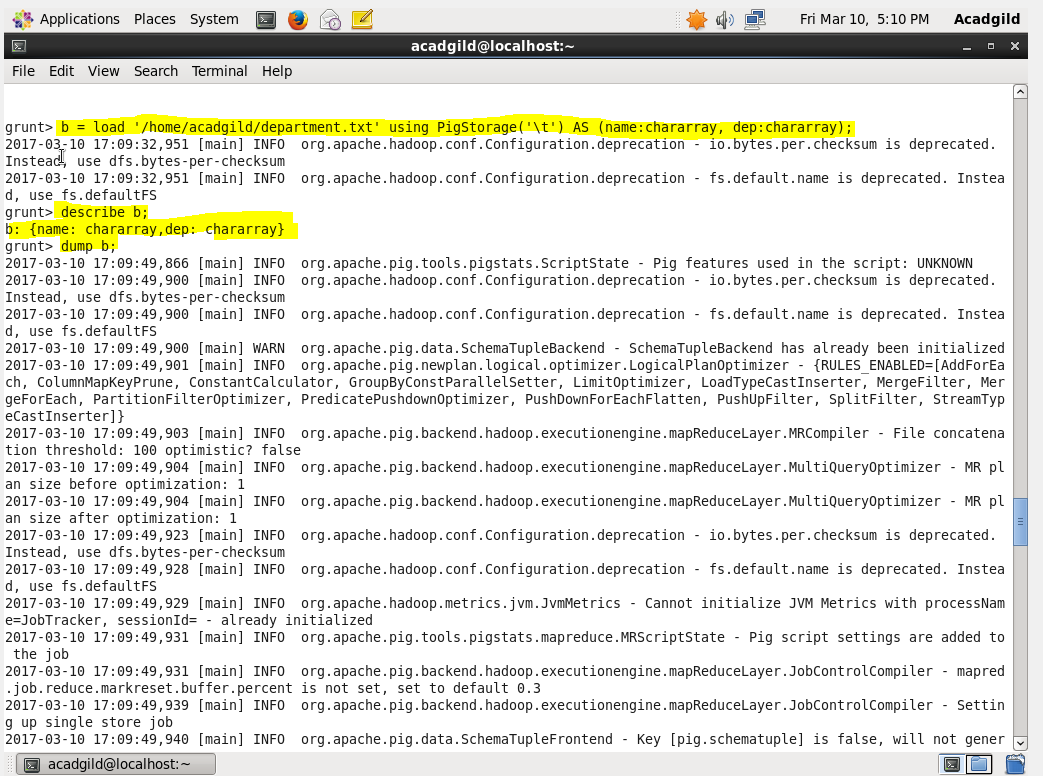 Applications Places System Fri Mar 10, 5:10 PM Acadgild
acadgild@localhost:~
File Edit View Search Terminal Help
grunt> b = load '/home/acadgild/department.txt' using PigStorage('\t') AS (name:chararray, dep:chararray);
2017-03-10 17:09:32,951 [main] INFO  org.apache.hadoop.conf.Configuration.deprecation - io.bytes.per.checksum is deprecated.
Instead, use dfs.bytes-per-checksum
2017-03-10 17:09:32,951 [main] INFO  org.apache.hadoop.conf.Configuration.deprecation - fs.default.name is deprecated. Instea
d, use fs.defaultFS
grunt> describe b;
b: {name: chararray,dep: chararray}
grunt> dump b;
2017-03-10 17:09:49,866 [main] INFO  org.apache.pig.tools.pigstats.ScriptState - Pig features used in the script: UNKNOWN
2017-03-10 17:09:49,900 [main] INFO  org.apache.hadoop.conf.Configuration.deprecation - io.bytes.per.checksum is deprecated.
Instead, use dfs.bytes-per-checksum
2017-03-10 17:09:49,900 [main] INFO  org.apache.hadoop.conf.Configuration.deprecation - fs.default.name is deprecated. Instea
d, use fs.defaultFS
2017-03-10 17:09:49,900 [main] WARN  org.apache.pig.data.SchemaTupleBackend - SchemaTupleBackend has already been initialized
2017-03-10 17:09:49,901 [main] INFO  org.apache.pig.newplan.logical.optimizer.LogicalPlanOptimizer - {RULES_ENABLED=[AddForEa
ch, ColumnMapKeyPrune, ConstantCalculator, GroupByConstParallelSetter, LimitOptimizer, LoadTypeCastInserter, MergeFilter, Mer
geForEach, PartitionFilterOptimizer, PredicatePushdownOptimizer, PushDownForEachFlatten, PushUpFilter, SplitFilter, StreamTyp
eCastInserter]}
2017-03-10 17:09:49,903 [main] INFO  org.apache.pig.backend.hadoop.executionengine.mapReduceLayer.MRCompiler - File concatena
tion threshold: 100 optimistic? false
2017-03-10 17:09:49,904 [main] INFO  org.apache.pig.backend.hadoop.executionengine.mapReduceLayer.MultiQueryOptimizer - MR pl
an size before optimization: 1
2017-03-10 17:09:49,904 [main] INFO  org.apache.pig.backend.hadoop.executionengine.mapReduceLayer.MultiQueryOptimizer - MR pl
an size after optimization: 1
2017-03-10 17:09:49,923 [main] INFO  org.apache.hadoop.conf.Configuration.deprecation - io.bytes.per.checksum is deprecated.
Instead, use dfs.bytes-per-checksum
2017-03-10 17:09:49,928 [main] INFO  org.apache.hadoop.conf.Configuration.deprecation - fs.default.name is deprecated. Instea
d, use fs.defaultFS
2017-03-10 17:09:49,929 [main] INFO  org.apache.hadoop.metrics.jvm.JvmMetrics - Cannot initialize JVM Metrics with processNam
e=JobTracker, sessionId= - already initialized
2017-03-10 17:09:49,931 [main] INFO  org.apache.pig.tools.pigstats.mapreduce.MRScriptState - Pig script settings are added to
 the job
2017-03-10 17:09:49,931 [main] INFO  org.apache.pig.backend.hadoop.executionengine.mapReduceLayer.JobControlCompiler - mapred
.job.reduce.markreset.buffer.percent is not set, set to default 0.3
2017-03-10 17:09:49,939 [main] INFO  org.apache.pig.backend.hadoop.executionengine.mapReduceLayer.JobControlCompiler - Settin
g up single store job
2017-03-10 17:09:49,940 [main] INFO  org.apache.pig.data.SchemaTupleFrontend - Key [pig.schematuple] is false, will not gener
acadgild@localhost:~